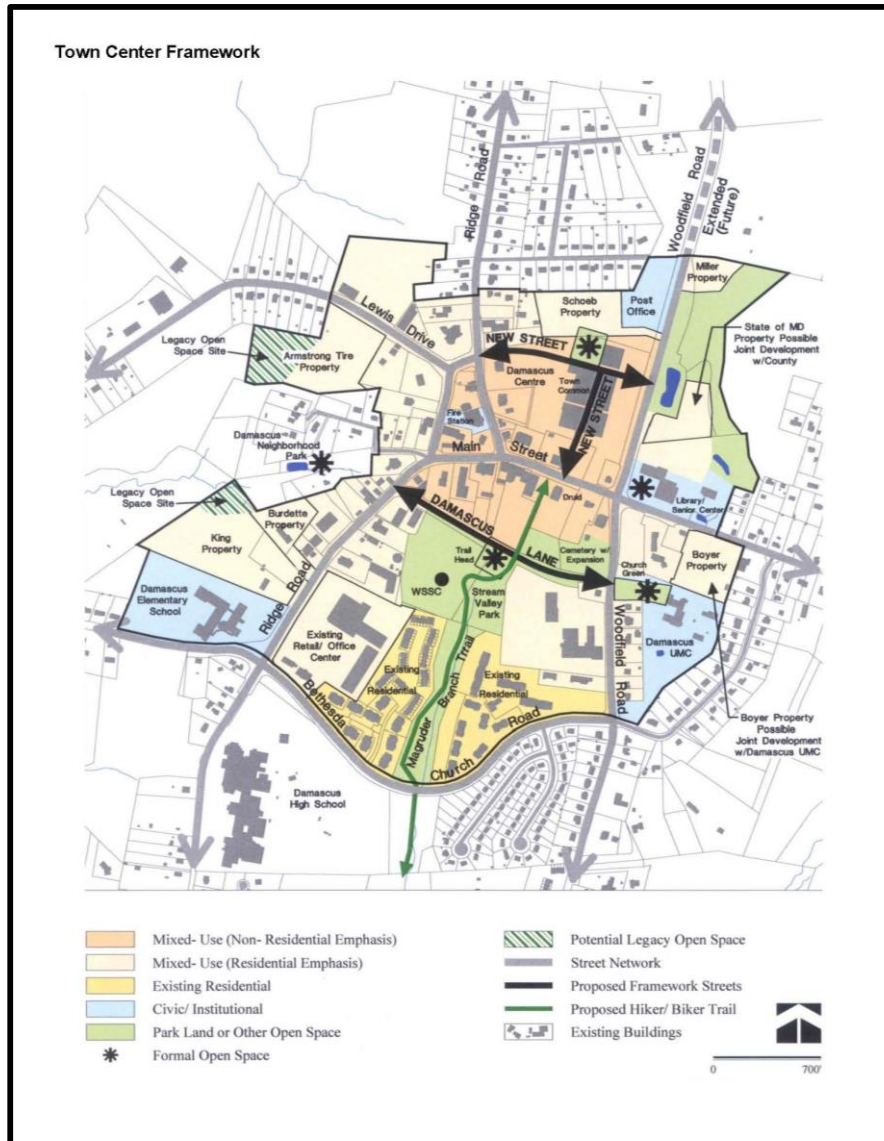 Town Center Framework
Ridge Road
Woodfield Road
Extended
(Future)
Miller
Property
Schoeb
Property
Post
Office
Lewis Drive
Legacy Open
Space Site
Armstrong Tire
Property
NEW STREET
State of MD
Property Possible
Joint Development
w/County
Damascus
Centre
Town
Common
NEW STREET
Fire
Station
Main Street
Damascus
Neighborhood
Park
Legacy Open
Space Site
Burdette
Property
King
Property
DAMASCUS LANE
Druid
Library/
Senior Center
Trail
Head
Cemetery w/
Expansion
Church
Green
Boyer
Property
WSSC
Stream
Valley
Park
Damascus
Elementary
School
Ridge Road
Existing
Retail/ Office
Center
Woodfield Road
Damascus
UMC
Existing
Residential
Existing
Residential
Magruder Branch Trrail
Bethesda Church Road
Boyer Property
Possible
Joint Development
w/Damascus UMC
Damascus
High School
Mixed- Use (Non- Residential Emphasis)
Mixed- Use (Residential Emphasis)
Existing Residential
Civic/ Institutional
Park Land or Other Open Space
Formal Open Space
Potential Legacy Open Space
Street Network
Proposed Framework Streets
Proposed Hiker/ Biker Trail
Existing Buildings
0 700'